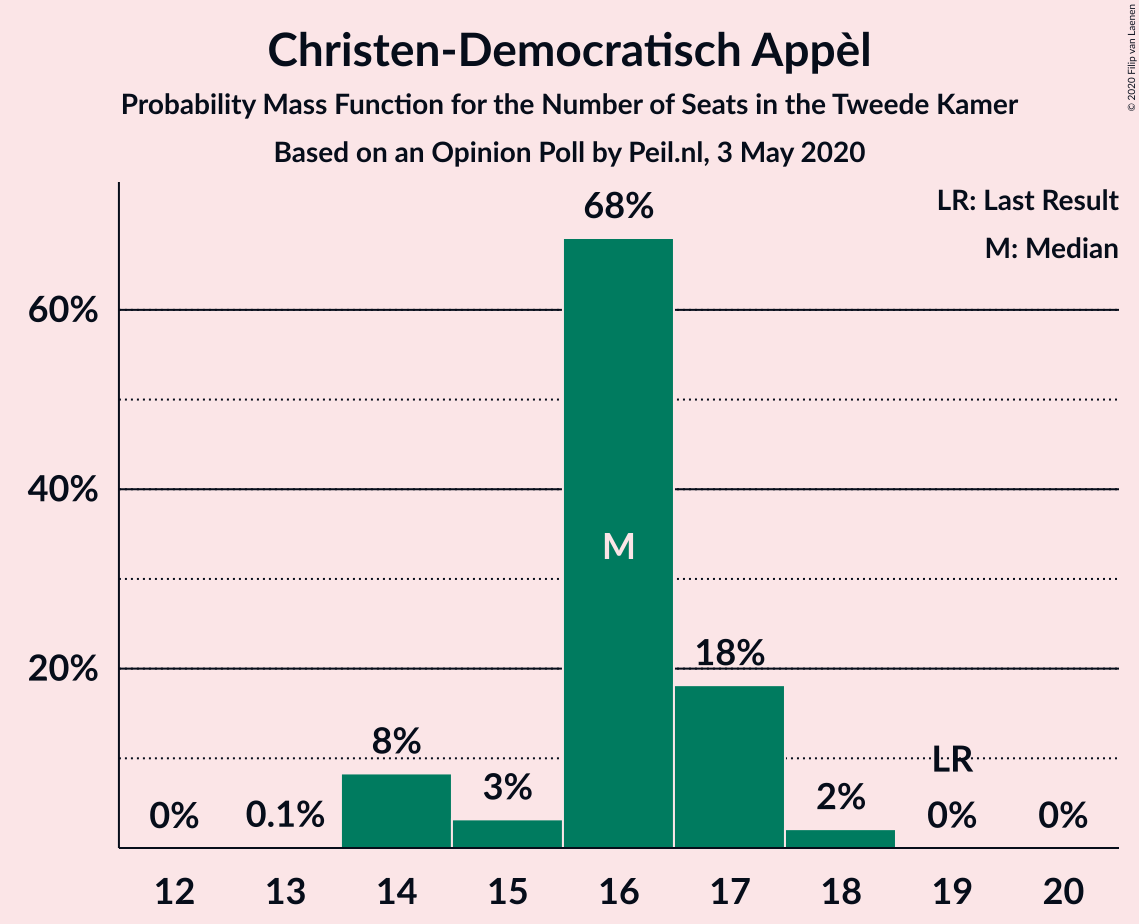 Christen-Democratisch Appèl
Probability Mass Function for the Number of Seats in the Tweede Kamer
Based on an Opinion Poll by Peil.nl, 3 May 2020
© 2020 Filip van Laenen
LR: Last Result
M: Median
60%
40%
20%
0%
0.1%
8%
3%
68%
M
18%
2%
LR
0%
0%
12 13 14 15 16 17 18 19 20